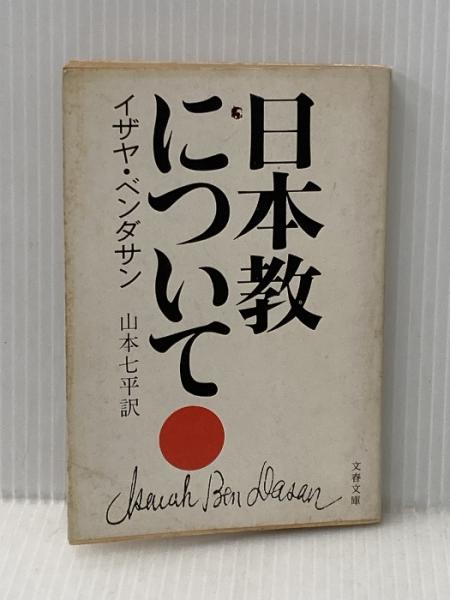 日本教
について
イザヤ・ベンダサン
山本七平訳
Isaiah Ben Dasan
文春文庫